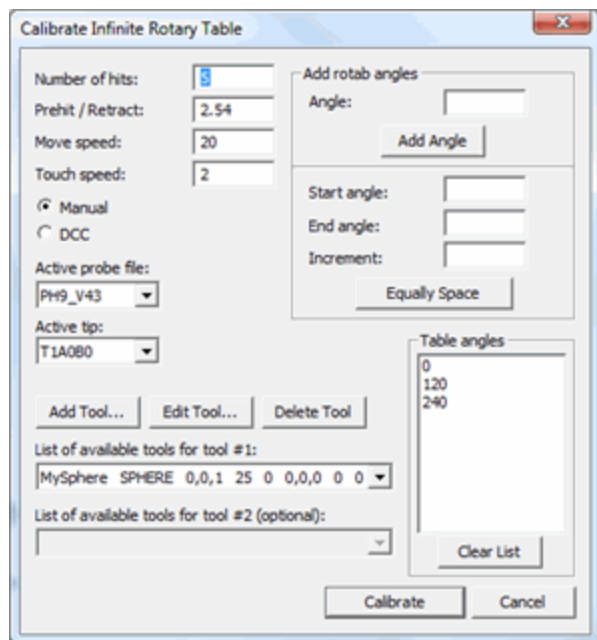 Calibrate Infinite Rotary Table
Number of hits: 5
Prehit / Retract: 2.54
Move speed: 20
Touch speed: 2
Manual
DCC
Active probe file:
PH9_V43
Active tip:
T1A0B0
Add rotab angles
Angle:
Add Angle
Start angle:
End angle:
Increment:
Equally Space
Table angles
0
120
240
Clear List
Add Tool... Edit Tool... Delete Tool
List of available tools for tool #1:
MySphere SPHERE 0,0,1 25 0 0,0,0 0 0
List of available tools for tool #2 (optional):
Calibrate Cancel